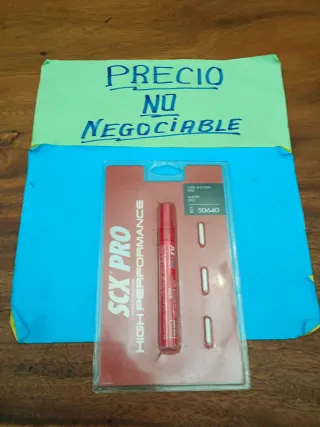 PRECIO
NO
NEGOCIABLE
SCX PRO
HIGH PERFORMANCE
50640